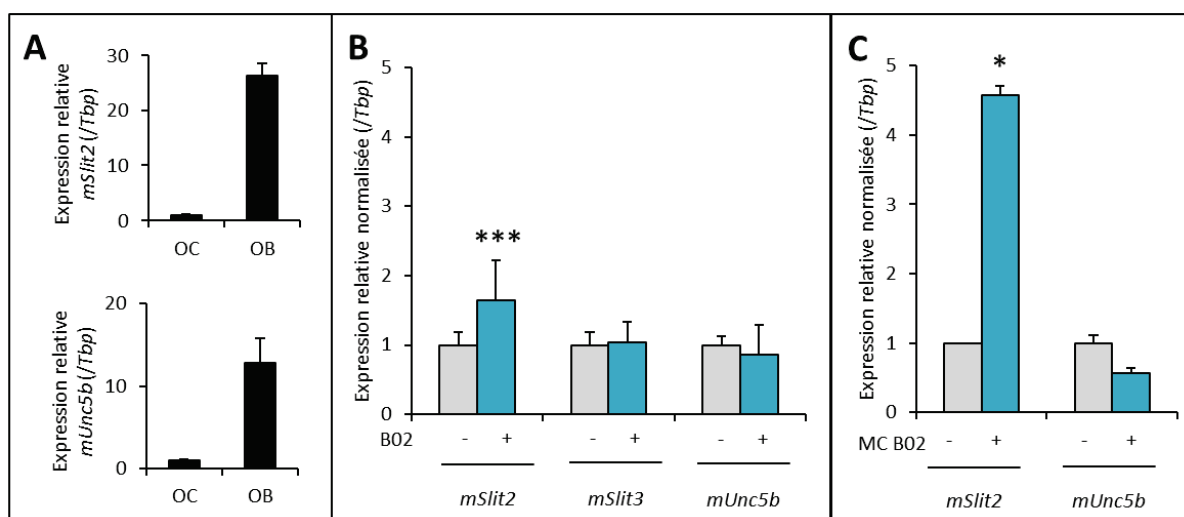 A
Expression relative
mSlit2 (/Tbp)
30
20
10
0
OC OB
Expression relative
mUnc5b (/Tbp)
20
10
0
OC OB
B
Expression relative normalisée (/Tbp)
5
4
3
2
1
0
***
B02 - + - + - +
mSlit2 mSlit3 mUnc5b
C
Expression relative normalisée (/Tbp)
5
4
3
2
1
0
*
MC B02 - + - +
mSlit2 mUnc5b